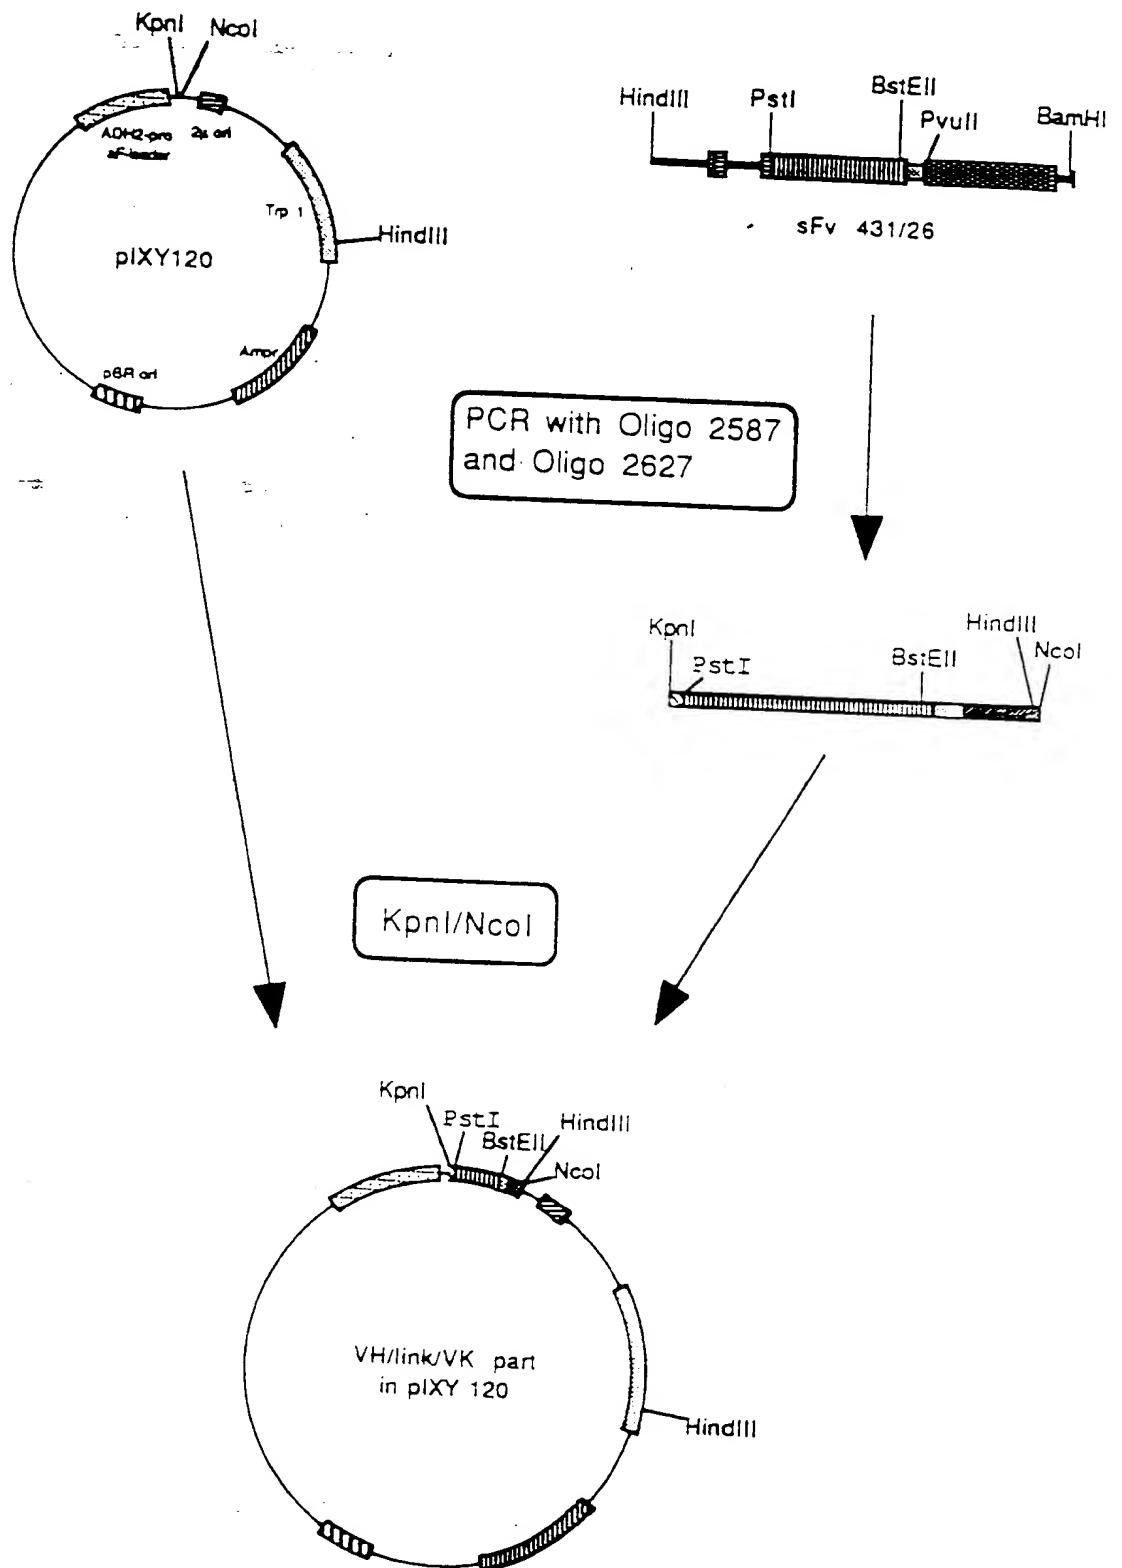 KpnI NcoI
ADH2-pro 2µ ori
aF-leader
Trp 1
HindIII
pIXY120
Ampr
pBR ori
HindIII PstI BstEII PvuII BamHI
sFv 431/26
PCR with Oligo 2587
and Oligo 2627
KpnI PstI BstEII HindIII NcoI
KpnI/NcoI
KpnI PstI BstEII HindIII
NcoI
VH/link/VK part
in pIXY 120
HindIII